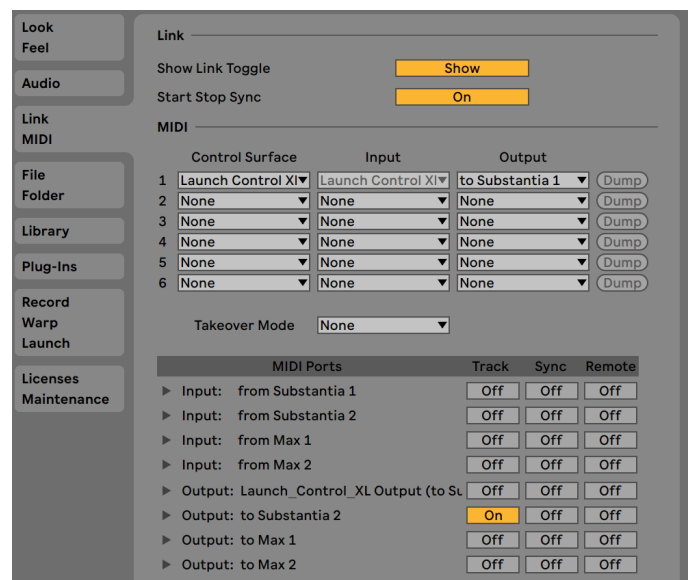 Look
Feel
Audio
Link
MIDI
File
Folder
Library
Plug-Ins
Record
Warp
Launch
Licenses
Maintenance
Link
Show Link Toggle Show
Start Stop Sync On
MIDI
Control Surface Input Output
1 Launch Control Xl Launch Control Xl to Substantia 1 Dump
2 None None None Dump
3 None None None Dump
4 None None None Dump
5 None None None Dump
6 None None None Dump
Takeover Mode None
MIDI Ports Track Sync Remote
Input: from Substantia 1 Off Off Off
Input: from Substantia 2 Off Off Off
Input: from Max 1 Off Off Off
Input: from Max 2 Off Off Off
Output: Launch_Control_XL Output (to Su Off Off Off
Output: to Substantia 2 On Off Off
Output: to Max 1 Off Off Off
Output: to Max 2 Off Off Off